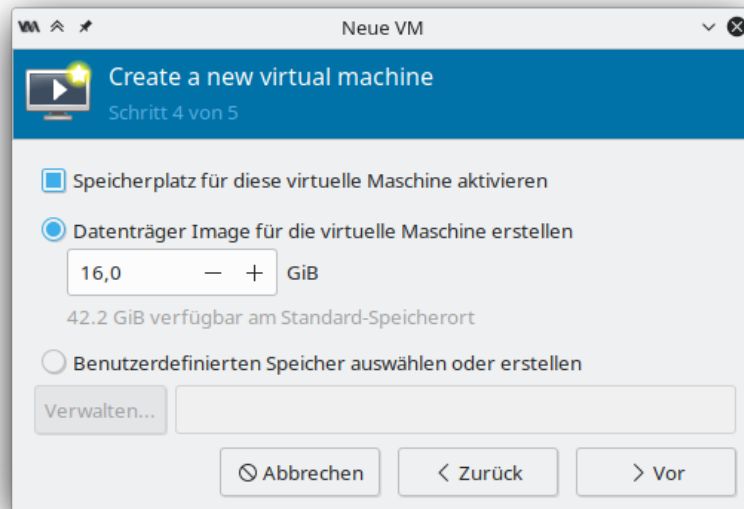 Neue VM
Create a new virtual machine
Schritt 4 von 5
Speicherplatz für diese virtuelle Maschine aktivieren
Datenträger Image für die virtuelle Maschine erstellen
16,0 − + GiB
42.2 GiB verfügbar am Standard-Speicherort
Benutzerdefinierten Speicher auswählen oder erstellen
Verwalten...
Abbrechen < Zurück > Vor